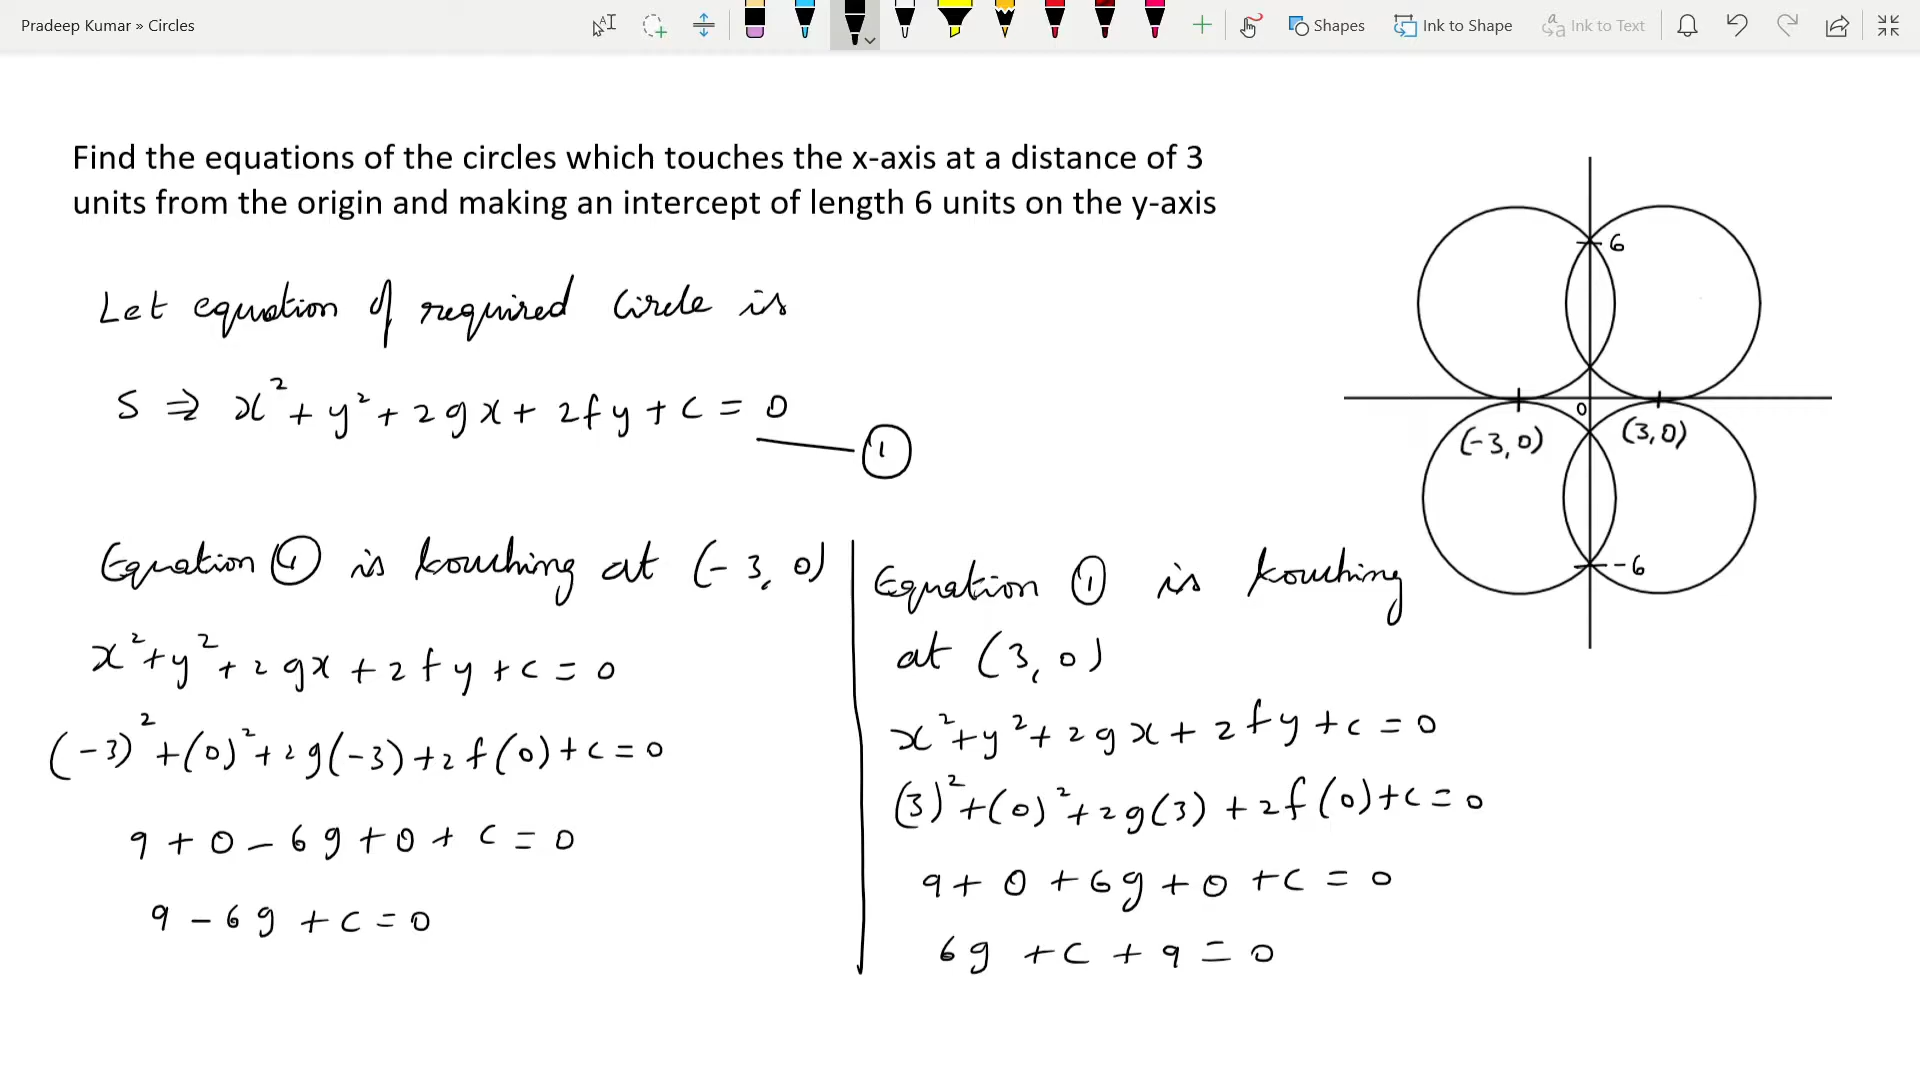 Pradeep Kumar » Circles
Shapes
Ink to Shape
Ink to Text
Find the equations of the circles which touches the x-axis at a distance of 3
units from the origin and making an intercept of length 6 units on the y-axis
Let equation of required circle is
S ⇒ x² + y² + 2gx + 2fy + c = 0
①
Equation ① is touching at (-3, 0)
x² + y² + 2gx + 2fy + c = 0
(-3)² + (0)² + 2g(-3) + 2f(0) + c = 0
9 + 0 - 6g + 0 + c = 0
9 - 6g + c = 0
Equation ① is touching
at (3, 0)
x² + y² + 2gx + 2fy + c = 0
(3)² + (0)² + 2g(3) + 2f(0) + c = 0
9 + 0 + 6g + 0 + c = 0
6g + c + 9 = 0
6
0
(-3, 0)
(3, 0)
-6